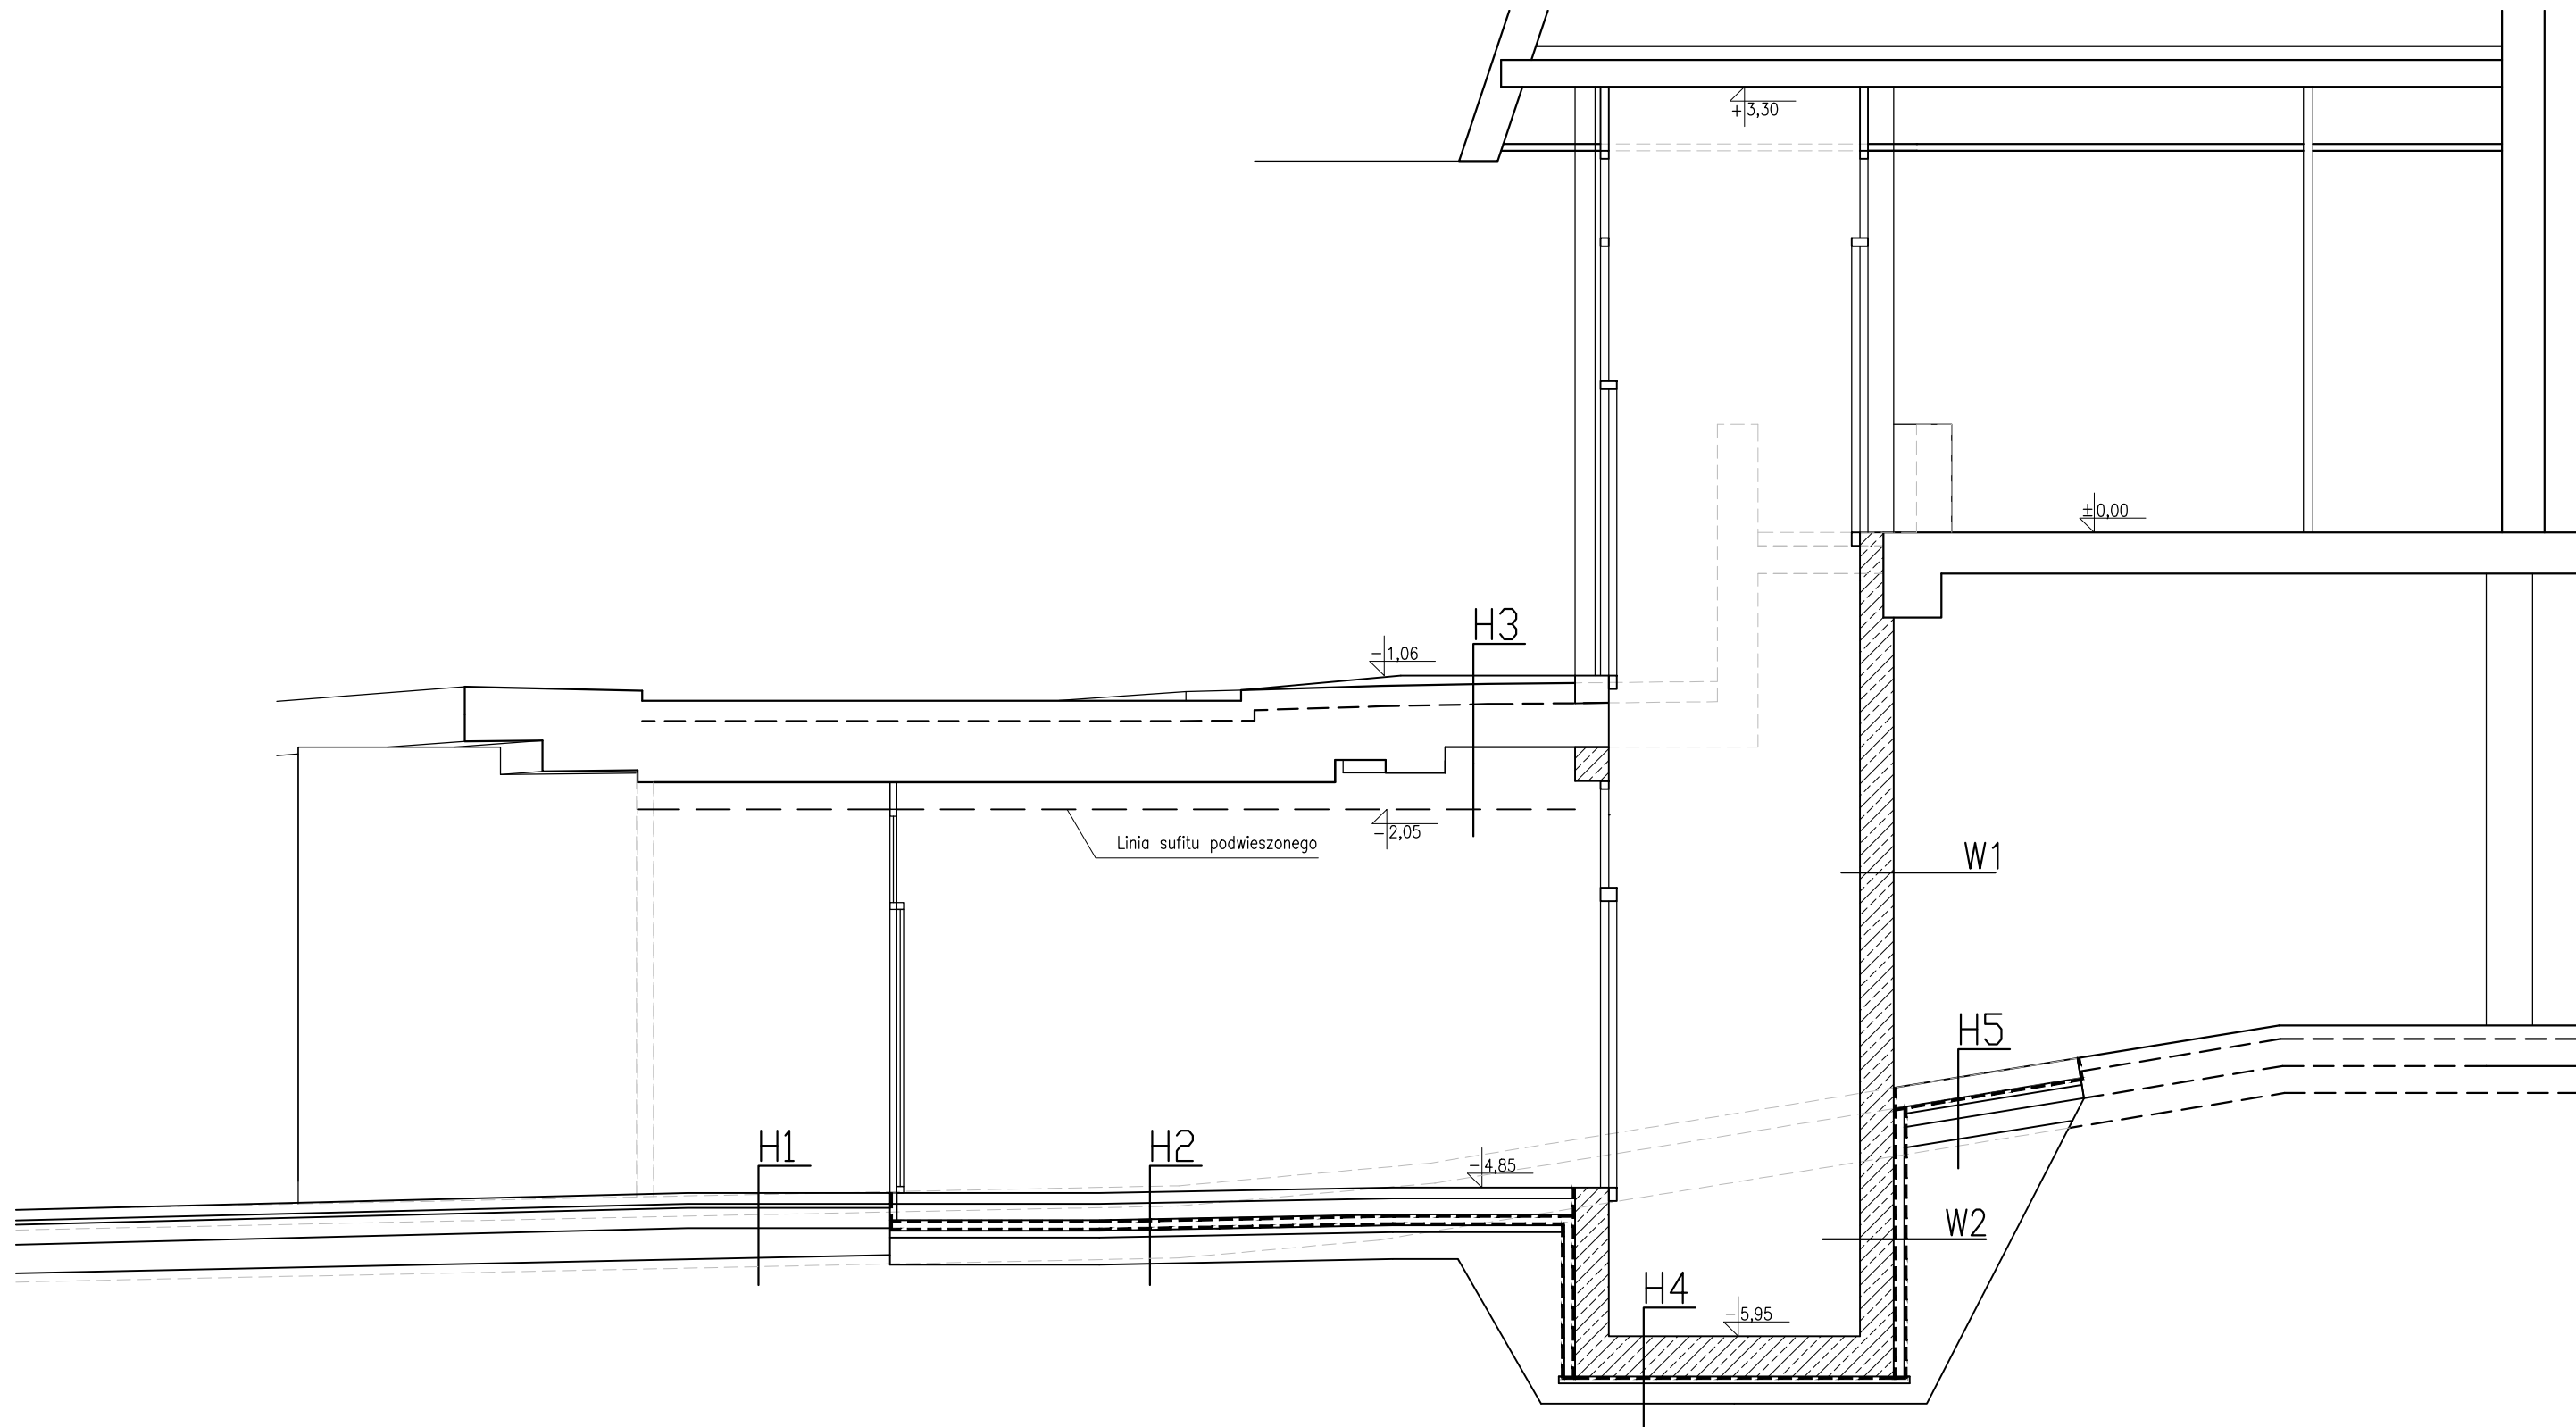 +3,30
±0,00
H3
-1,06
-2,05
Linia sufitu podwieszonego
W1
H5
H1
H2
-4,85
W2
H4
-5,95